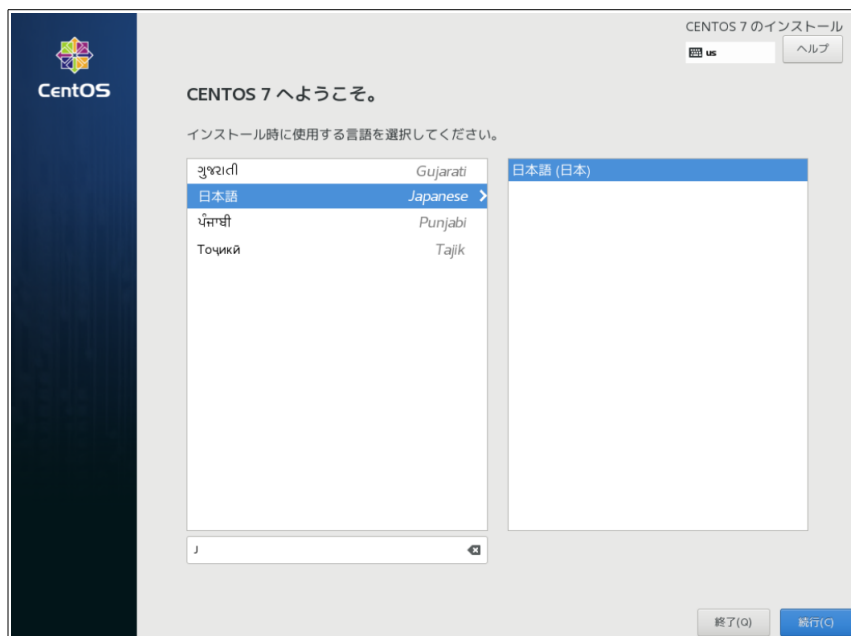 CENTOS 7 のインストール
us
ヘルプ
CentOS
CENTOS 7 へようこそ。
インストール時に使用する言語を選択してください。
ગુજરાતી Gujarati
日本語 Japanese
ਪੰਜਾਬੀ Punjabi
Тоҷикӣ Tajik
日本語 (日本)
J
終了(Q)
続行(C)